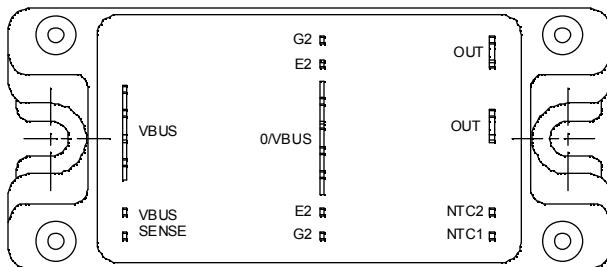 G2
E2
OUT
VBUS
0/VBUS
OUT
VBUS
SENSE
E2
G2
NTC2
NTC1